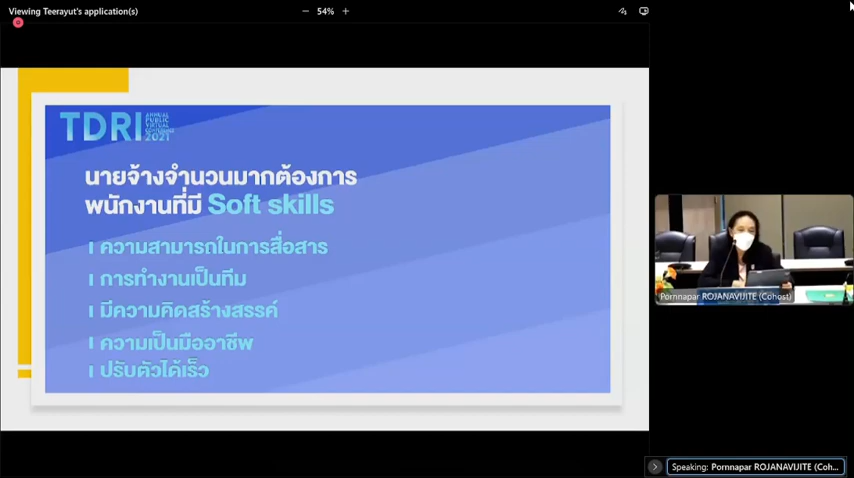 Viewing Teerayut's application(s)
− 54% +
TDRI ANNUAL
PUBLIC
VIRTUAL
CONFERENCE
2021
นายจ้างจำนวนมากต้องการ
พนักงานที่มี Soft skills
ความสามารถในการสื่อสาร
การทำงานเป็นทีม
มีความคิดสร้างสรรค์
ความเป็นมืออาชีพ
ปรับตัวได้เร็ว
Pornnapar ROJANAVIJITE (Cohost)
Speaking: Pornnapar ROJANAVIJITE (Coh...